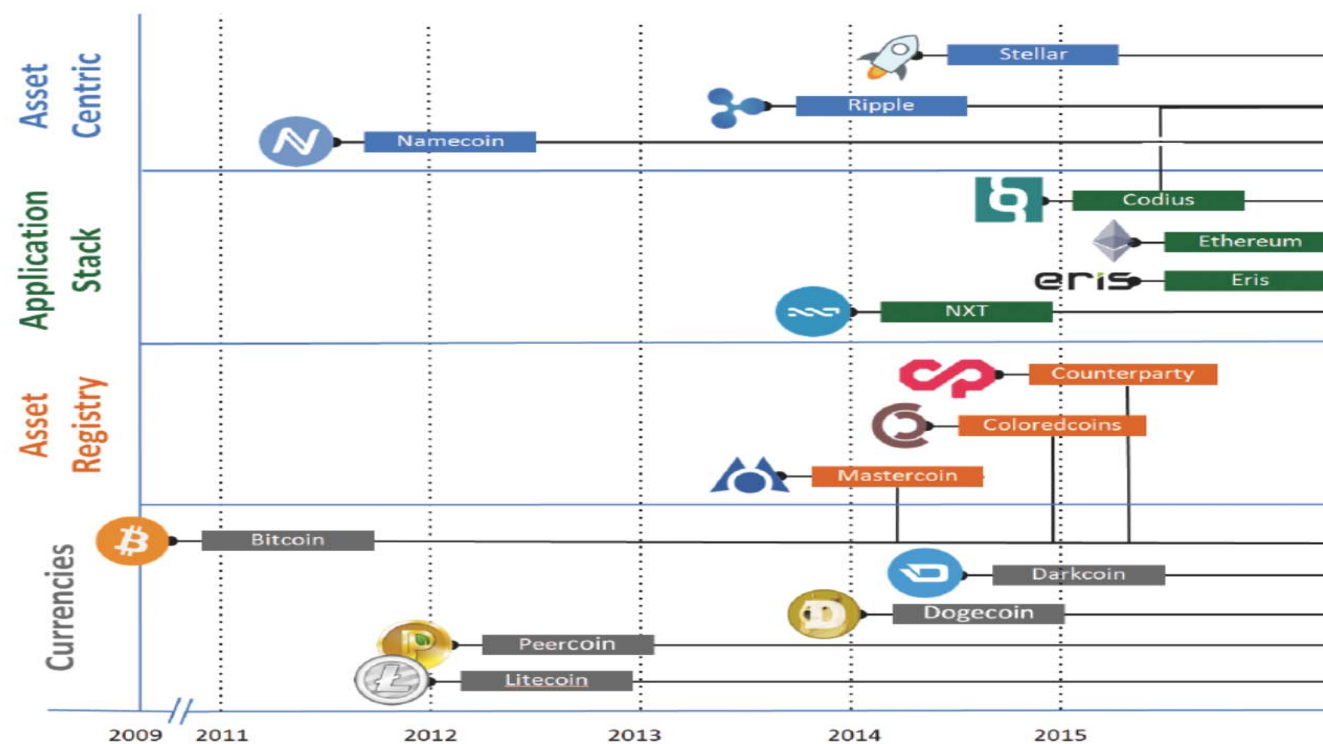 Asset
Centric
Stellar
Ripple
Namecoin
Application
Stack
Codius
Ethereum
eris
Eris
NXT
Asset
Registry
Counterparty
Coloredcoins
Mastercoin
Currencies
Bitcoin
Darkcoin
Dogecoin
Peercoin
Litecoin
2009 2011 2012 2013 2014 2015